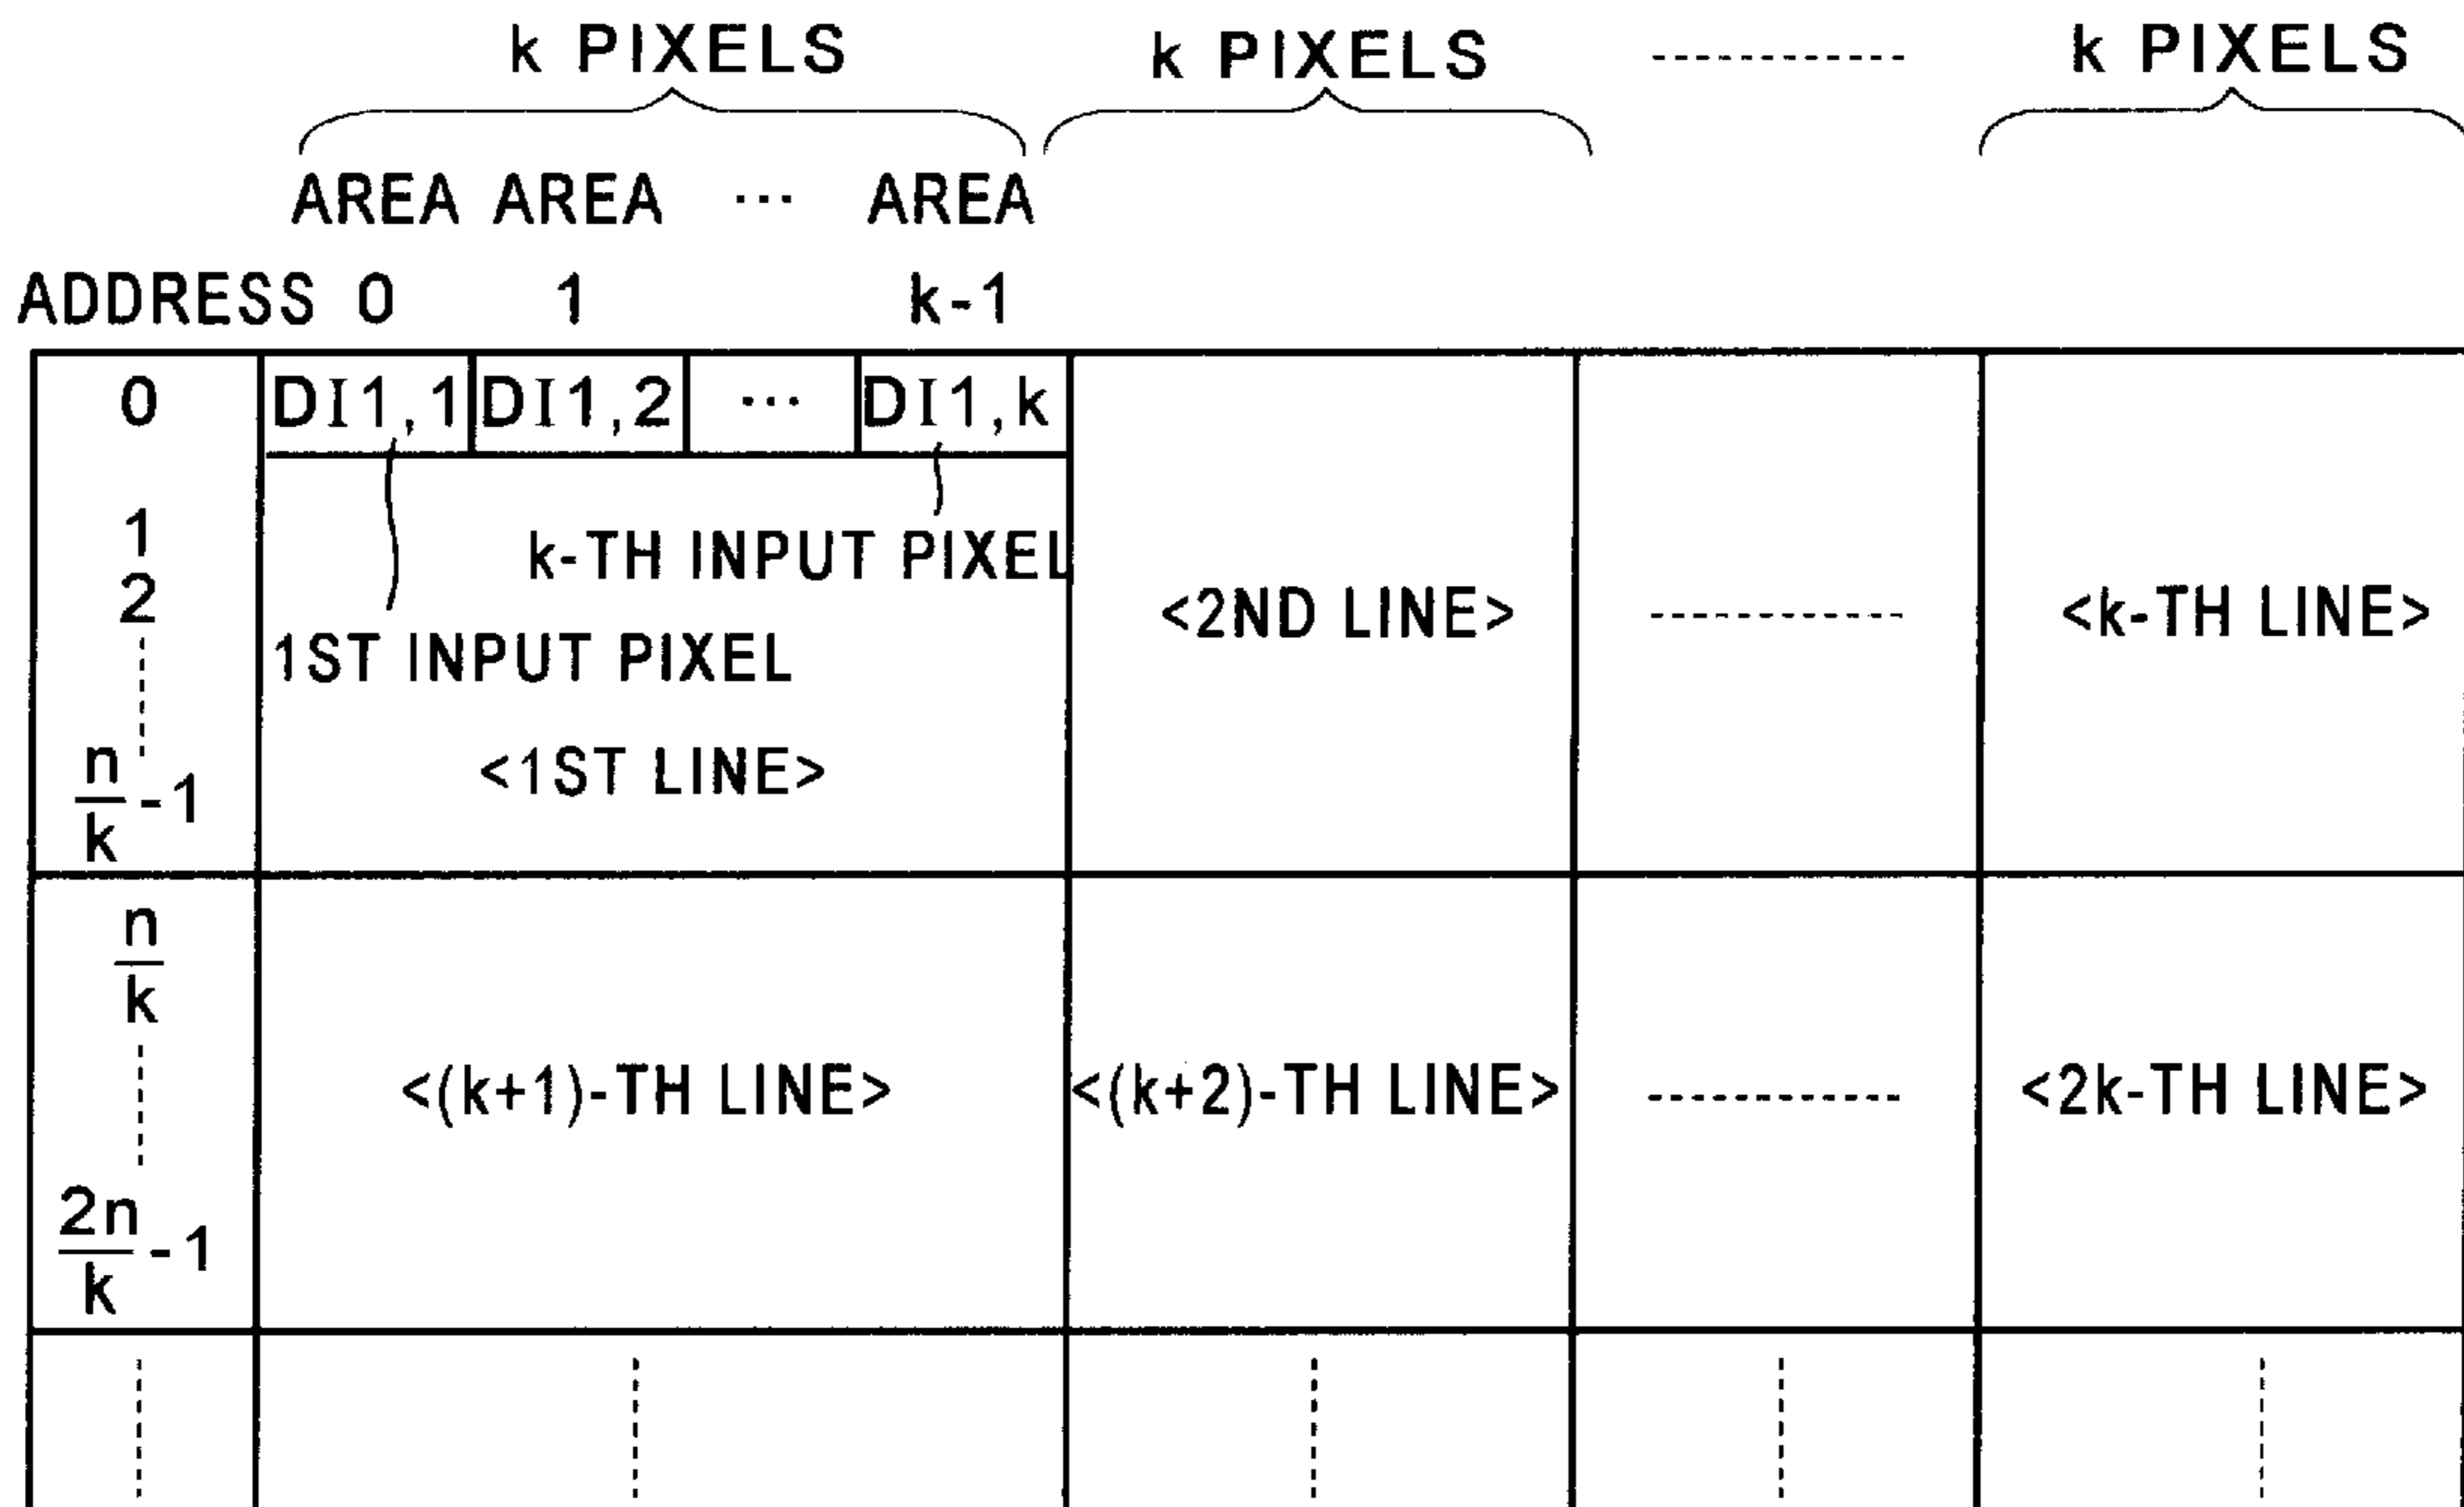 k PIXELS k PIXELS ---------- k PIXELS
AREA AREA ... AREA
ADDRESS 0 1 k-1
0 DI1,1 DI1,2 ... DI1,k
1
k-TH INPUT PIXEL
2 <2ND LINE> ---------- <k-TH LINE>
1ST INPUT PIXEL
n/k -1 <1ST LINE>
n/k
<(k+1)-TH LINE> <(k+2)-TH LINE> ---------- <2k-TH LINE>
2n/k -1